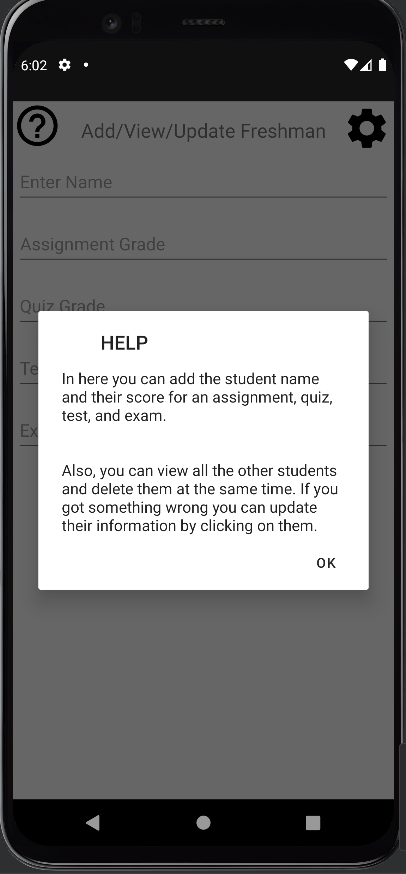 6:02
Add/View/Update Freshman
Enter Name
Assignment Grade
Quiz Grade
Te
Ex
HELP
In here you can add the student name
and their score for an assignment, quiz,
test, and exam.
Also, you can view all the other students
and delete them at the same time. If you
got something wrong you can update
their information by clicking on them.
OK